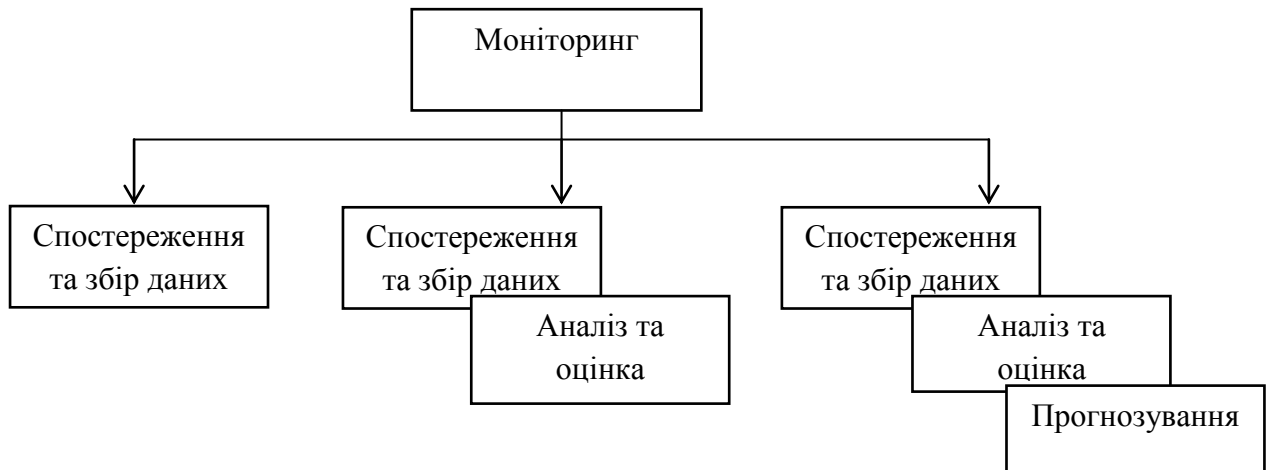 Моніторинг
Спостереження
та збір даних
Спостереження
та збір даних
Аналіз та
оцінка
Спостереження
та збір даних
Аналіз та
оцінка
Прогнозування